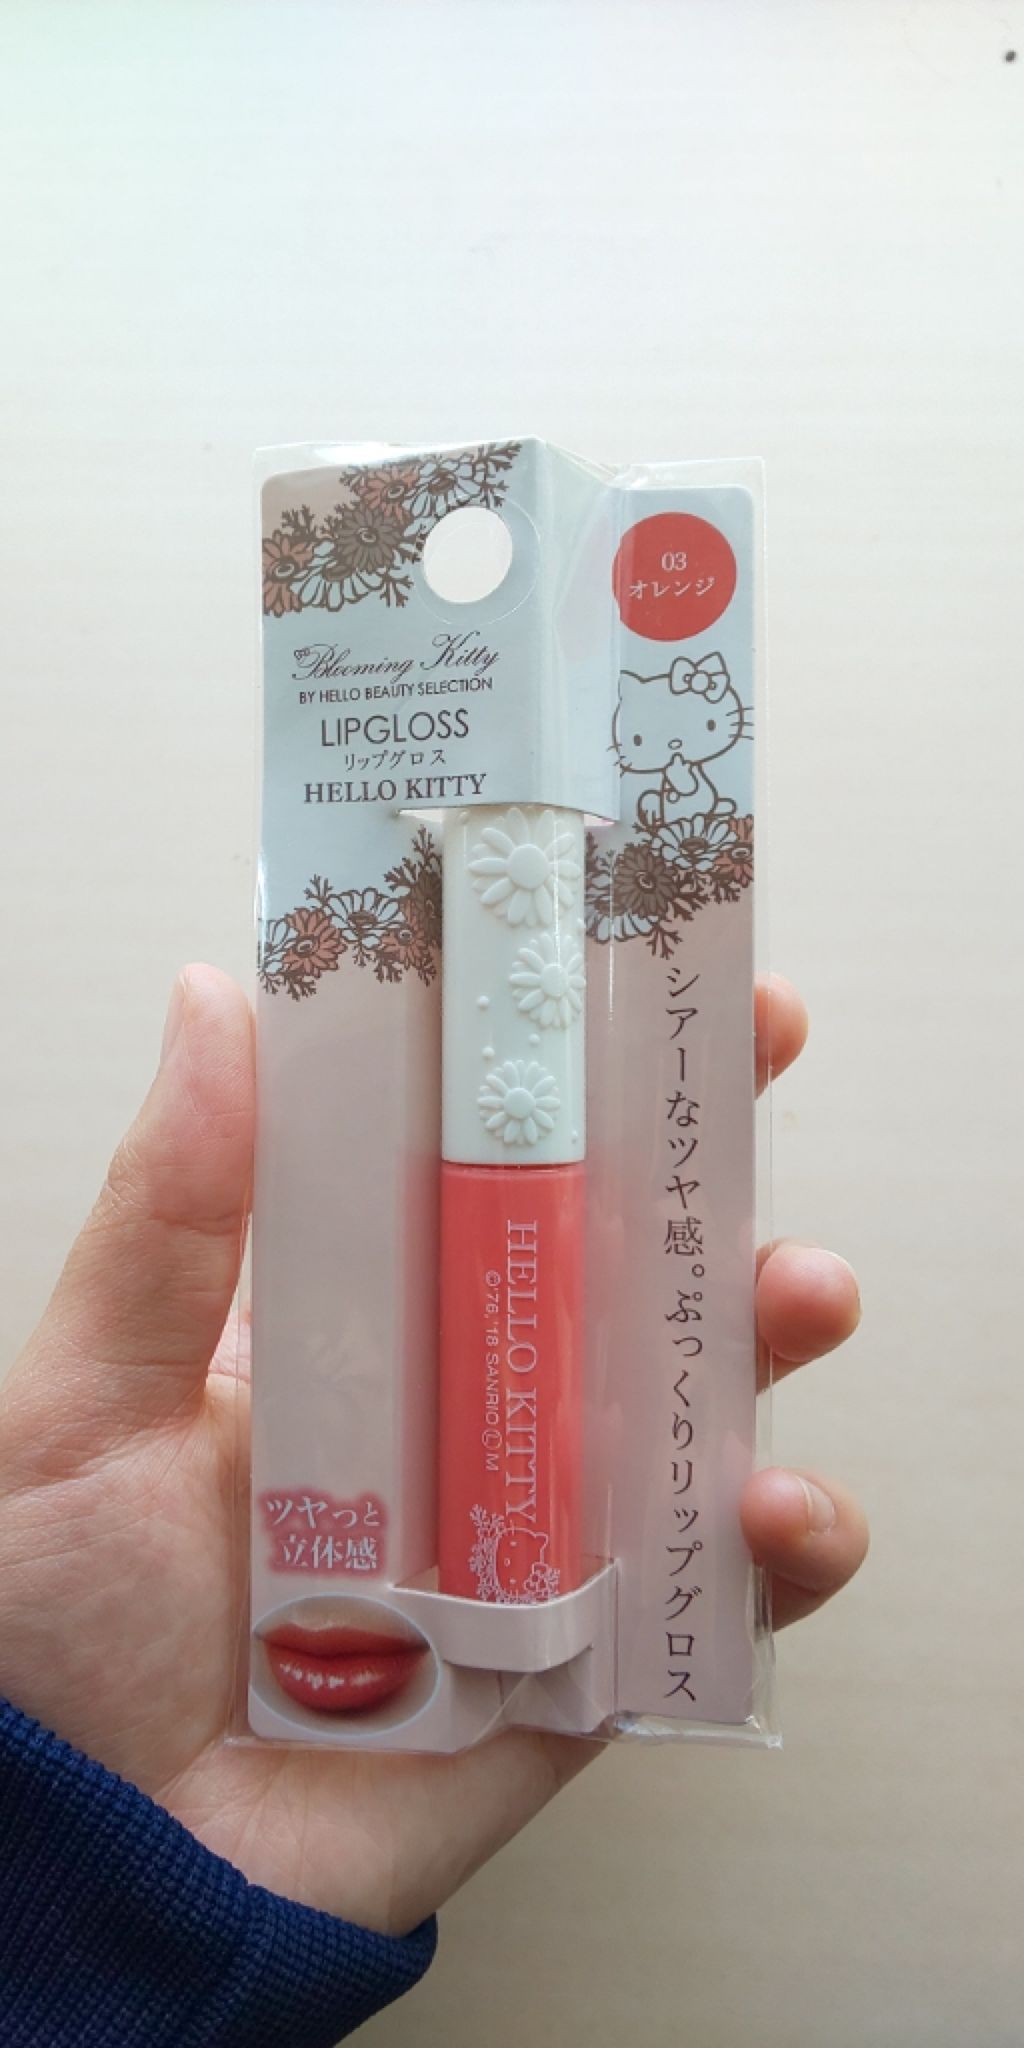 03
オレンジ
Blooming Kitty
BY HELLO BEAUTY SELECTION
LIPGLOSS
リップグロス
HELLO KITTY
シアーなツヤ感。ぷっくりリップグロス
HELLO KITTY
©'76,'18 SANRIO Ⓛ M
ツヤっと
立体感